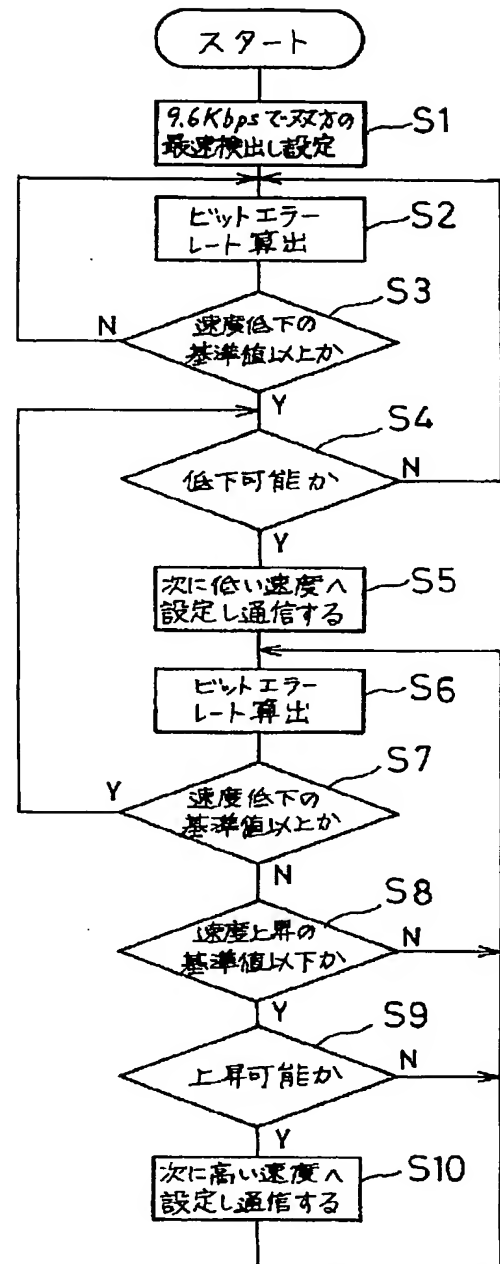 スタート
9.6Kbpsで双方の
最速検出し設定
S1
ビットエラー
レート算出
S2
S3
速度低下の
基準値以上か
N
Y
S4
低下可能か
N
Y
次に低い速度へ
設定し通信する
S5
ビットエラー
レート算出
S6
S7
速度低下の
基準値以上か
Y
N
S8
速度上昇の
基準値以下か
N
Y
S9
上昇可能か
N
Y
次に高い速度へ
設定し通信する
S10